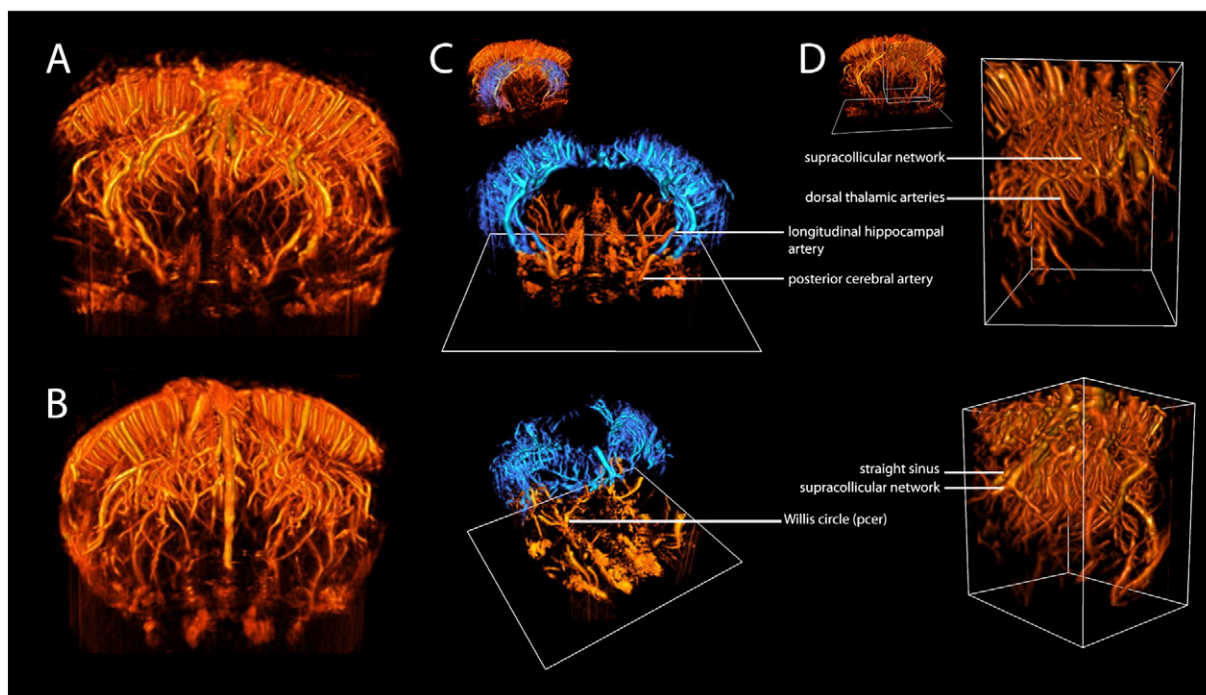 A
C
D
supracollicular network
dorsal thalamic arteries
longitudinal hippocampal
artery
posterior cerebral artery
B
straight sinus
supracollicular network
Willis circle (pcer)